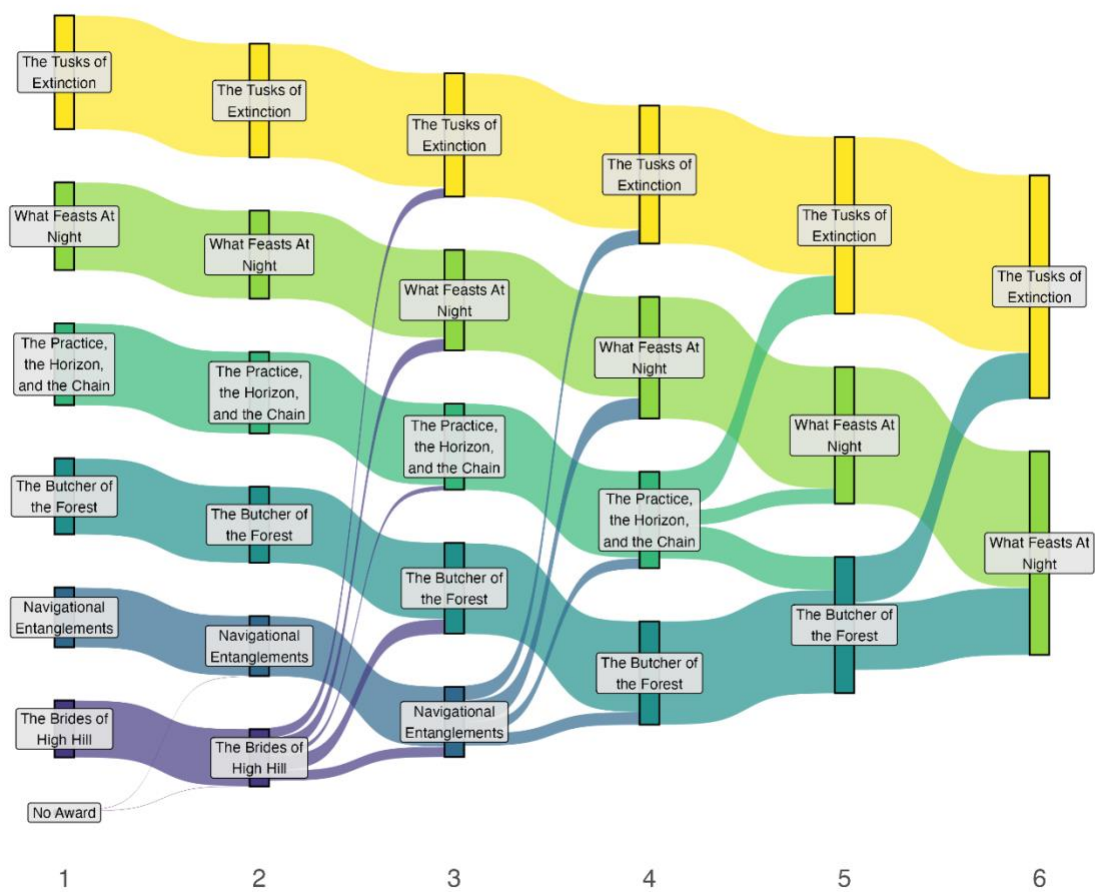 The Tusks of
Extinction
What Feasts At
Night
The Practice,
the Horizon,
and the Chain
The Butcher of
the Forest
Navigational
Entanglements
The Brides of
High Hill
No Award
The Tusks of
Extinction
What Feasts At
Night
The Practice,
the Horizon,
and the Chain
The Butcher of
the Forest
Navigational
Entanglements
The Brides of
High Hill
The Tusks of
Extinction
What Feasts At
Night
The Practice,
the Horizon,
and the Chain
The Butcher of
the Forest
Navigational
Entanglements
The Tusks of
Extinction
What Feasts At
Night
The Practice,
the Horizon,
and the Chain
The Butcher of
the Forest
The Tusks of
Extinction
What Feasts At
Night
The Butcher of
the Forest
The Tusks of
Extinction
What Feasts At
Night
1 2 3 4 5 6